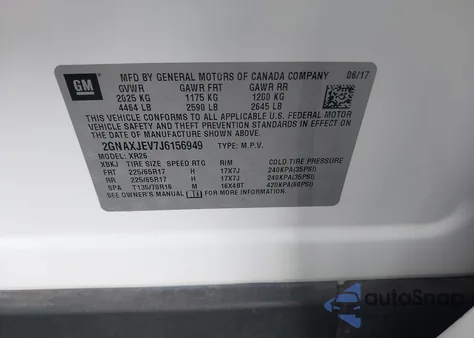 GM
MFD BY GENERAL MOTORS OF CANADA COMPANY 06/17
GVWR GAWR FRT GAWR RR
2025 KG 1175 KG 1200 KG
4464 LB 2590 LB 2645 LB
THIS VEHICLE CONFORMS TO ALL APPLICABLE U.S. FEDERAL MOTOR
VEHICLE SAFETY, BUMPER, AND THEFT PREVENTION STANDARDS IN EFFECT ON
THE DATE OF MANUFACTURE SHOWN ABOVE.
2GNAXJEV7J6156949 TYPE: M.P.V.
MODEL: XR26
XBKJ TIRE SIZE SPEED RTG RIM COLD TIRE PRESSURE
FRT 225/65R17 H 17X7J 240KPA(35PSI)
RR 225/65R17 H 17X7J 240KPA(35PSI)
SPA T135/70R16 M 16X4BT 420KPA(60PSI)
SEE OWNER'S MANUAL FOR ADDITIONAL INFORMATION.
autoSnap